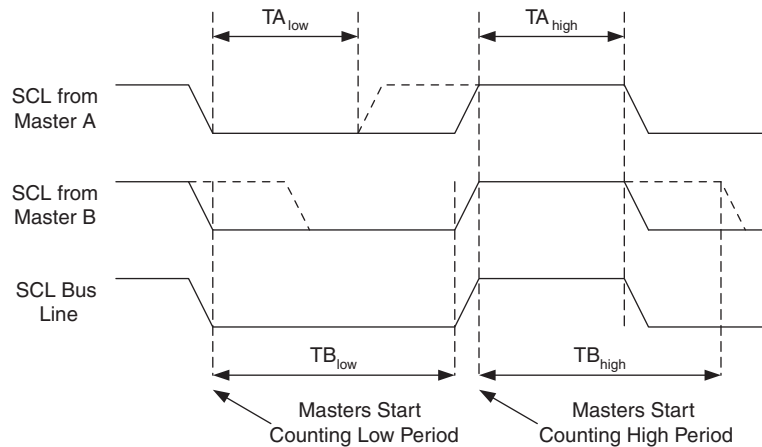 TA low
TA high
SCL from
Master A
SCL from
Master B
SCL Bus
Line
TB low
TB high
Masters Start
Counting Low Period
Masters Start
Counting High Period